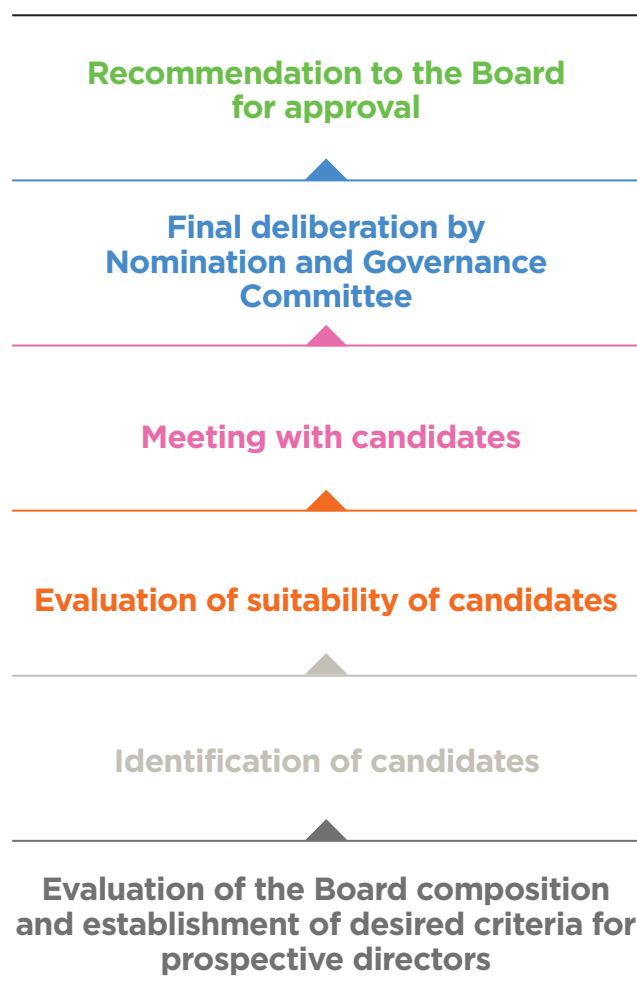 Recommendation to the Board
for approval
Final deliberation by
Nomination and Governance
Committee
Meeting with candidates
Evaluation of suitability of candidates
Identification of candidates
Evaluation of the Board composition
and establishment of desired criteria for
prospective directors